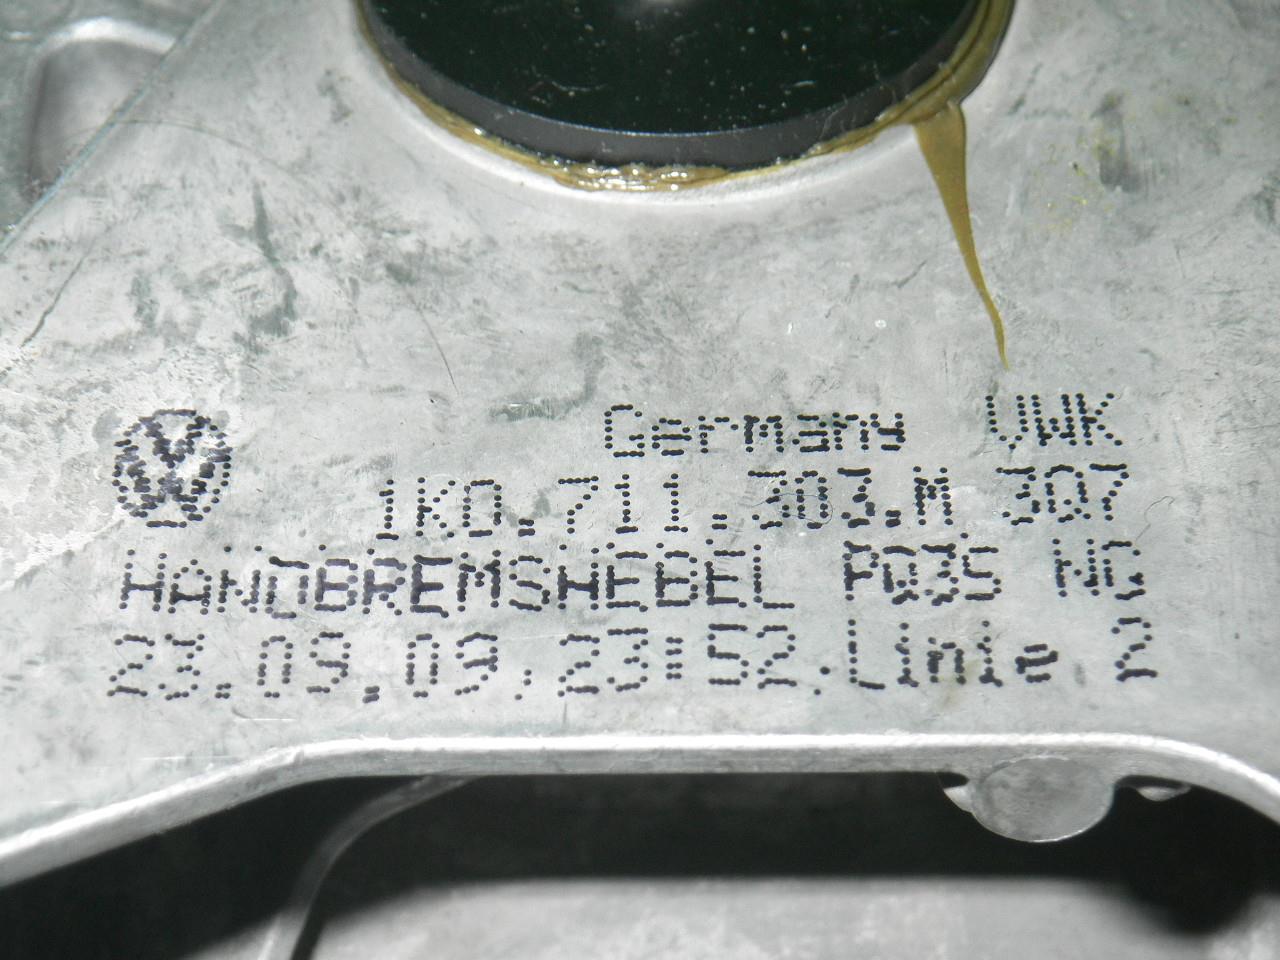 Germany VWK
1K0.711.303.M 3Q7
HANDBREMSHEBEL PQ35 NG
23.09.09.23:52.Linie 2